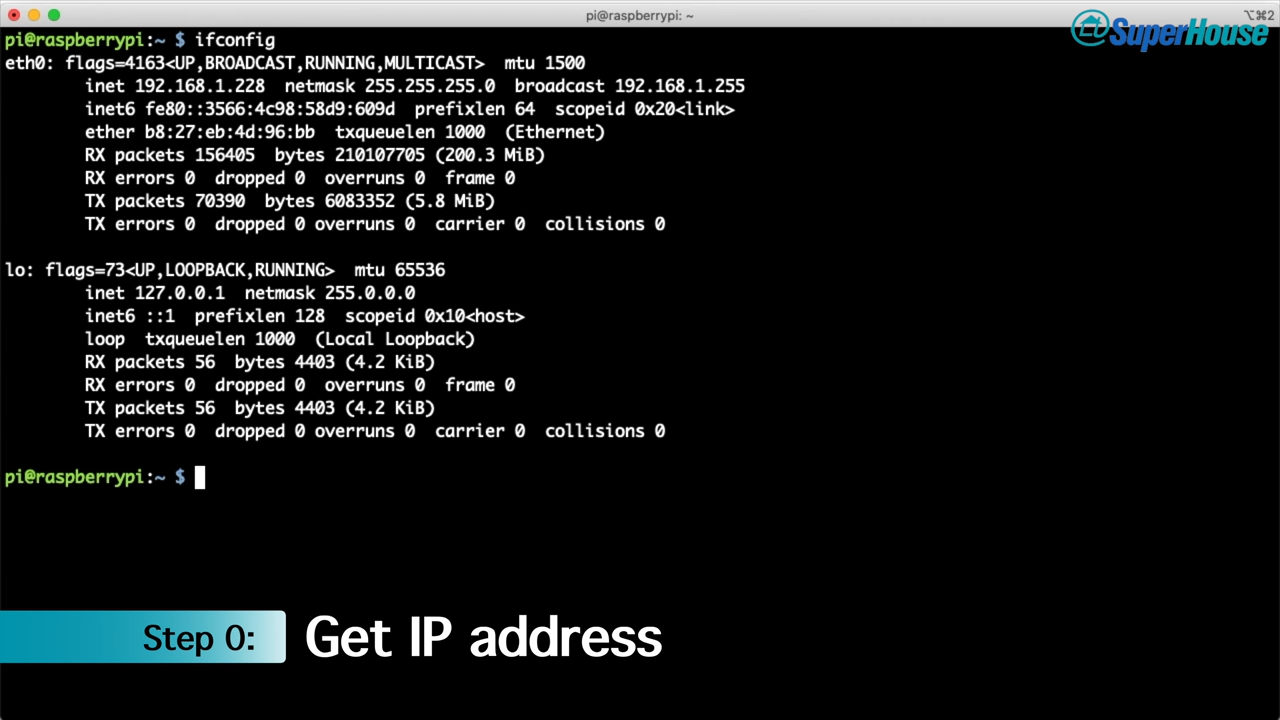 pi@raspberrypi: ~
⌥⌘2
SuperHouse
pi@raspberrypi:~ $ ifconfig
eth0: flags=4163<UP,BROADCAST,RUNNING,MULTICAST>  mtu 1500
        inet 192.168.1.228  netmask 255.255.255.0  broadcast 192.168.1.255
        inet6 fe80::3566:4c98:58d9:609d  prefixlen 64  scopeid 0x20<link>
        ether b8:27:eb:4d:96:bb  txqueuelen 1000  (Ethernet)
        RX packets 156405  bytes 210107705 (200.3 MiB)
        RX errors 0  dropped 0  overruns 0  frame 0
        TX packets 70390  bytes 6083352 (5.8 MiB)
        TX errors 0  dropped 0 overruns 0  carrier 0  collisions 0

lo: flags=73<UP,LOOPBACK,RUNNING>  mtu 65536
        inet 127.0.0.1  netmask 255.0.0.0
        inet6 ::1  prefixlen 128  scopeid 0x10<host>
        loop  txqueuelen 1000  (Local Loopback)
        RX packets 56  bytes 4403 (4.2 KiB)
        RX errors 0  dropped 0  overruns 0  frame 0
        TX packets 56  bytes 4403 (4.2 KiB)
        TX errors 0  dropped 0 overruns 0  carrier 0  collisions 0

pi@raspberrypi:~ $
Step 0: Get IP address